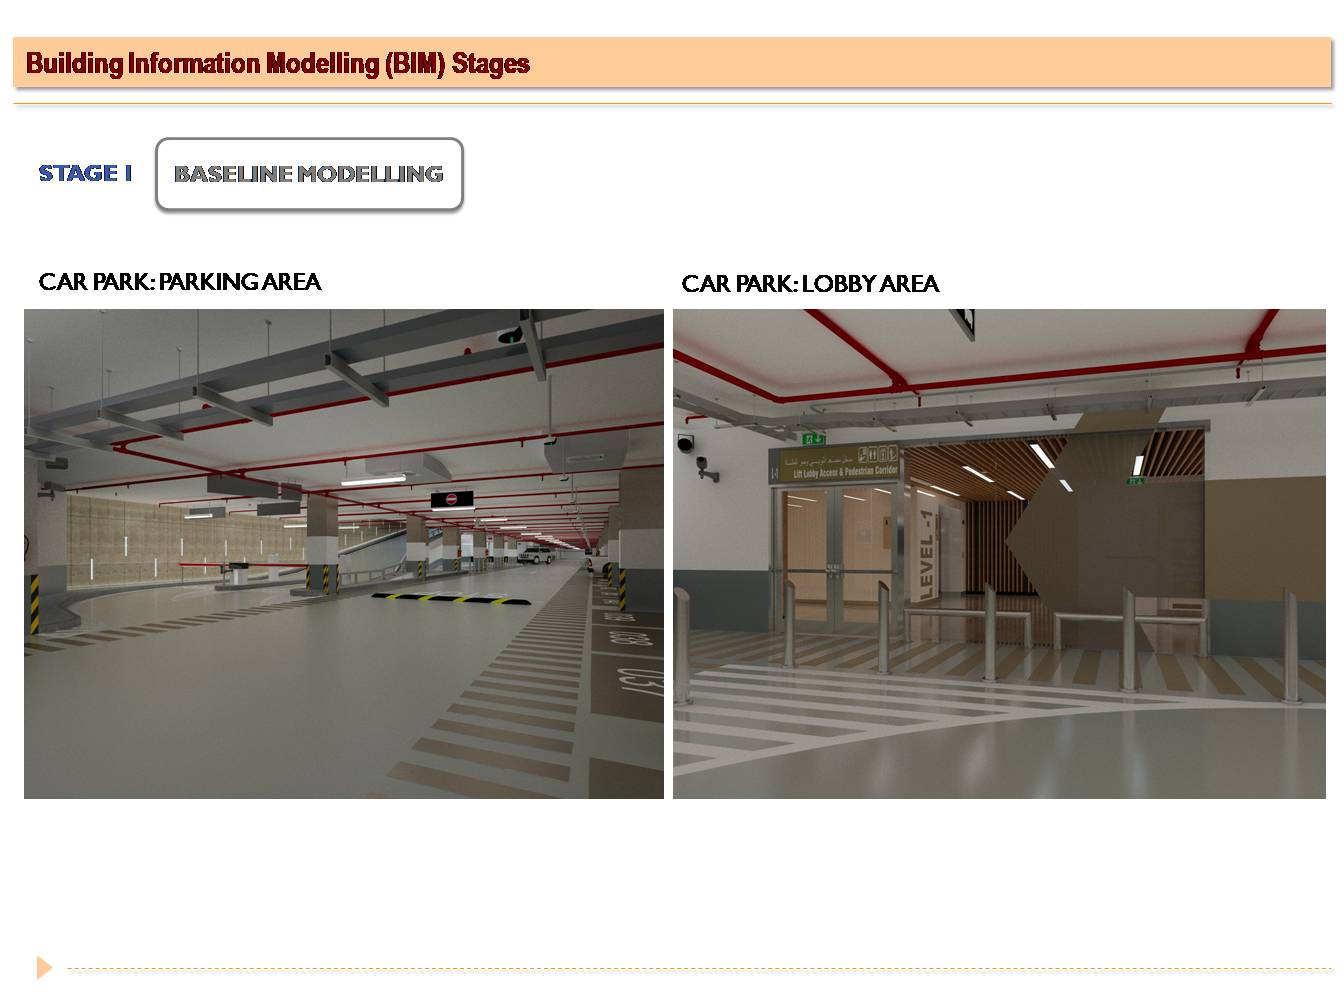 Building Information Modelling (BIM) Stages
STAGE I
BASELINE MODELLING
CAR PARK: PARKING AREA
CAR PARK: LOBBY AREA
Lift Lobby Access & Pedestrian Corridor
L-1
LEVEL -1
037